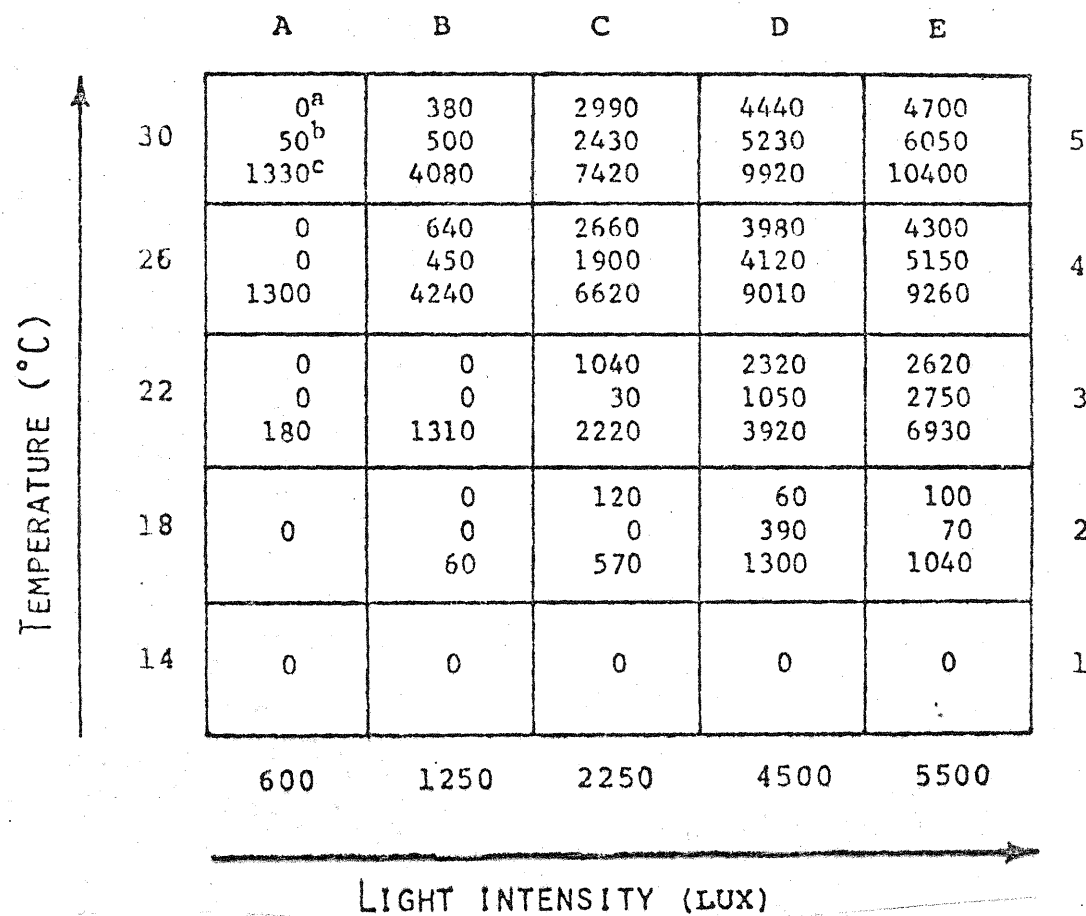 A B C D E
0a 380 2990 4440 4700
30 50b 500 2430 5230 6050 5
1330c 4080 7420 9920 10400
0 640 2660 3980 4300
26 0 450 1900 4120 5150 4
1300 4240 6620 9010 9260
0 0 1040 2320 2620
22 0 0 30 1050 2750 3
180 1310 2220 3920 6930
0 120 60 100
18 0 0 0 390 70 2
60 570 1300 1040
14 0 0 0 0 0 1
600 1250 2250 4500 5500
TEMPERATURE (°C)
LIGHT INTENSITY (LUX)